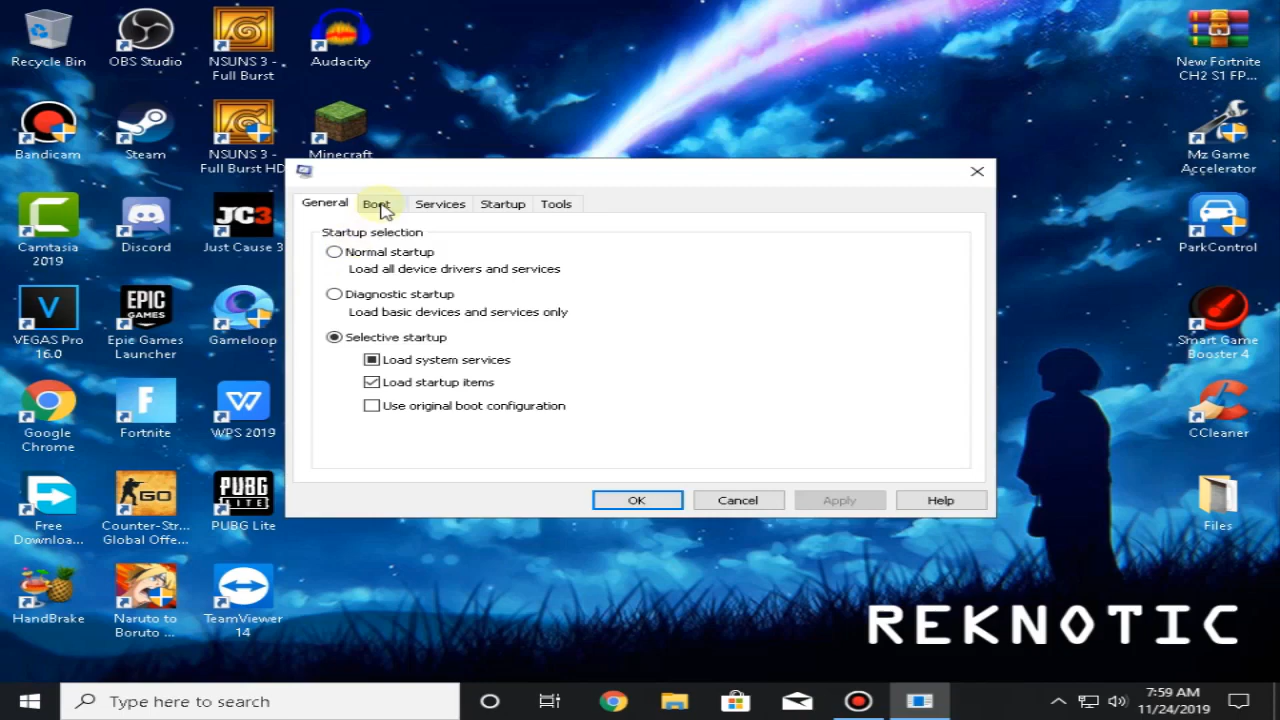 Recycle Bin
OBS Studio
NSUNS 3 -
Full Burst
Audacity
New Fortnite
CH2 S1 FP...
Bandicam
Steam
NSUNS 3 -
Full Burst HD
Minecraft
Mz Game
Accelerator
General
Boot
Services
Startup
Tools
Camtasia
2019
Discord
JC3
Just Cause 3
ParkControl
Startup selection
Normal startup
Load all device drivers and services
Diagnostic startup
Load basic devices and services only
Selective startup
Load system services
Load startup items
Use original boot configuration
V
VEGAS Pro
16.0
EPIC
GAMES
Epic Games
Launcher
Gameloop
Smart Game
Booster 4
Google
Chrome
F
Fortnite
W
WPS 2019
CCleaner
OK
Cancel
Apply
Help
Free
Downloa...
GO
Counter-Str...
Global Offe...
PUBG
LITE
PUBG Lite
Files
HandBrake
Naruto to
Boruto ...
TeamViewer
14
REKNOTIC
Type here to search
7:59 AM
11/24/2019